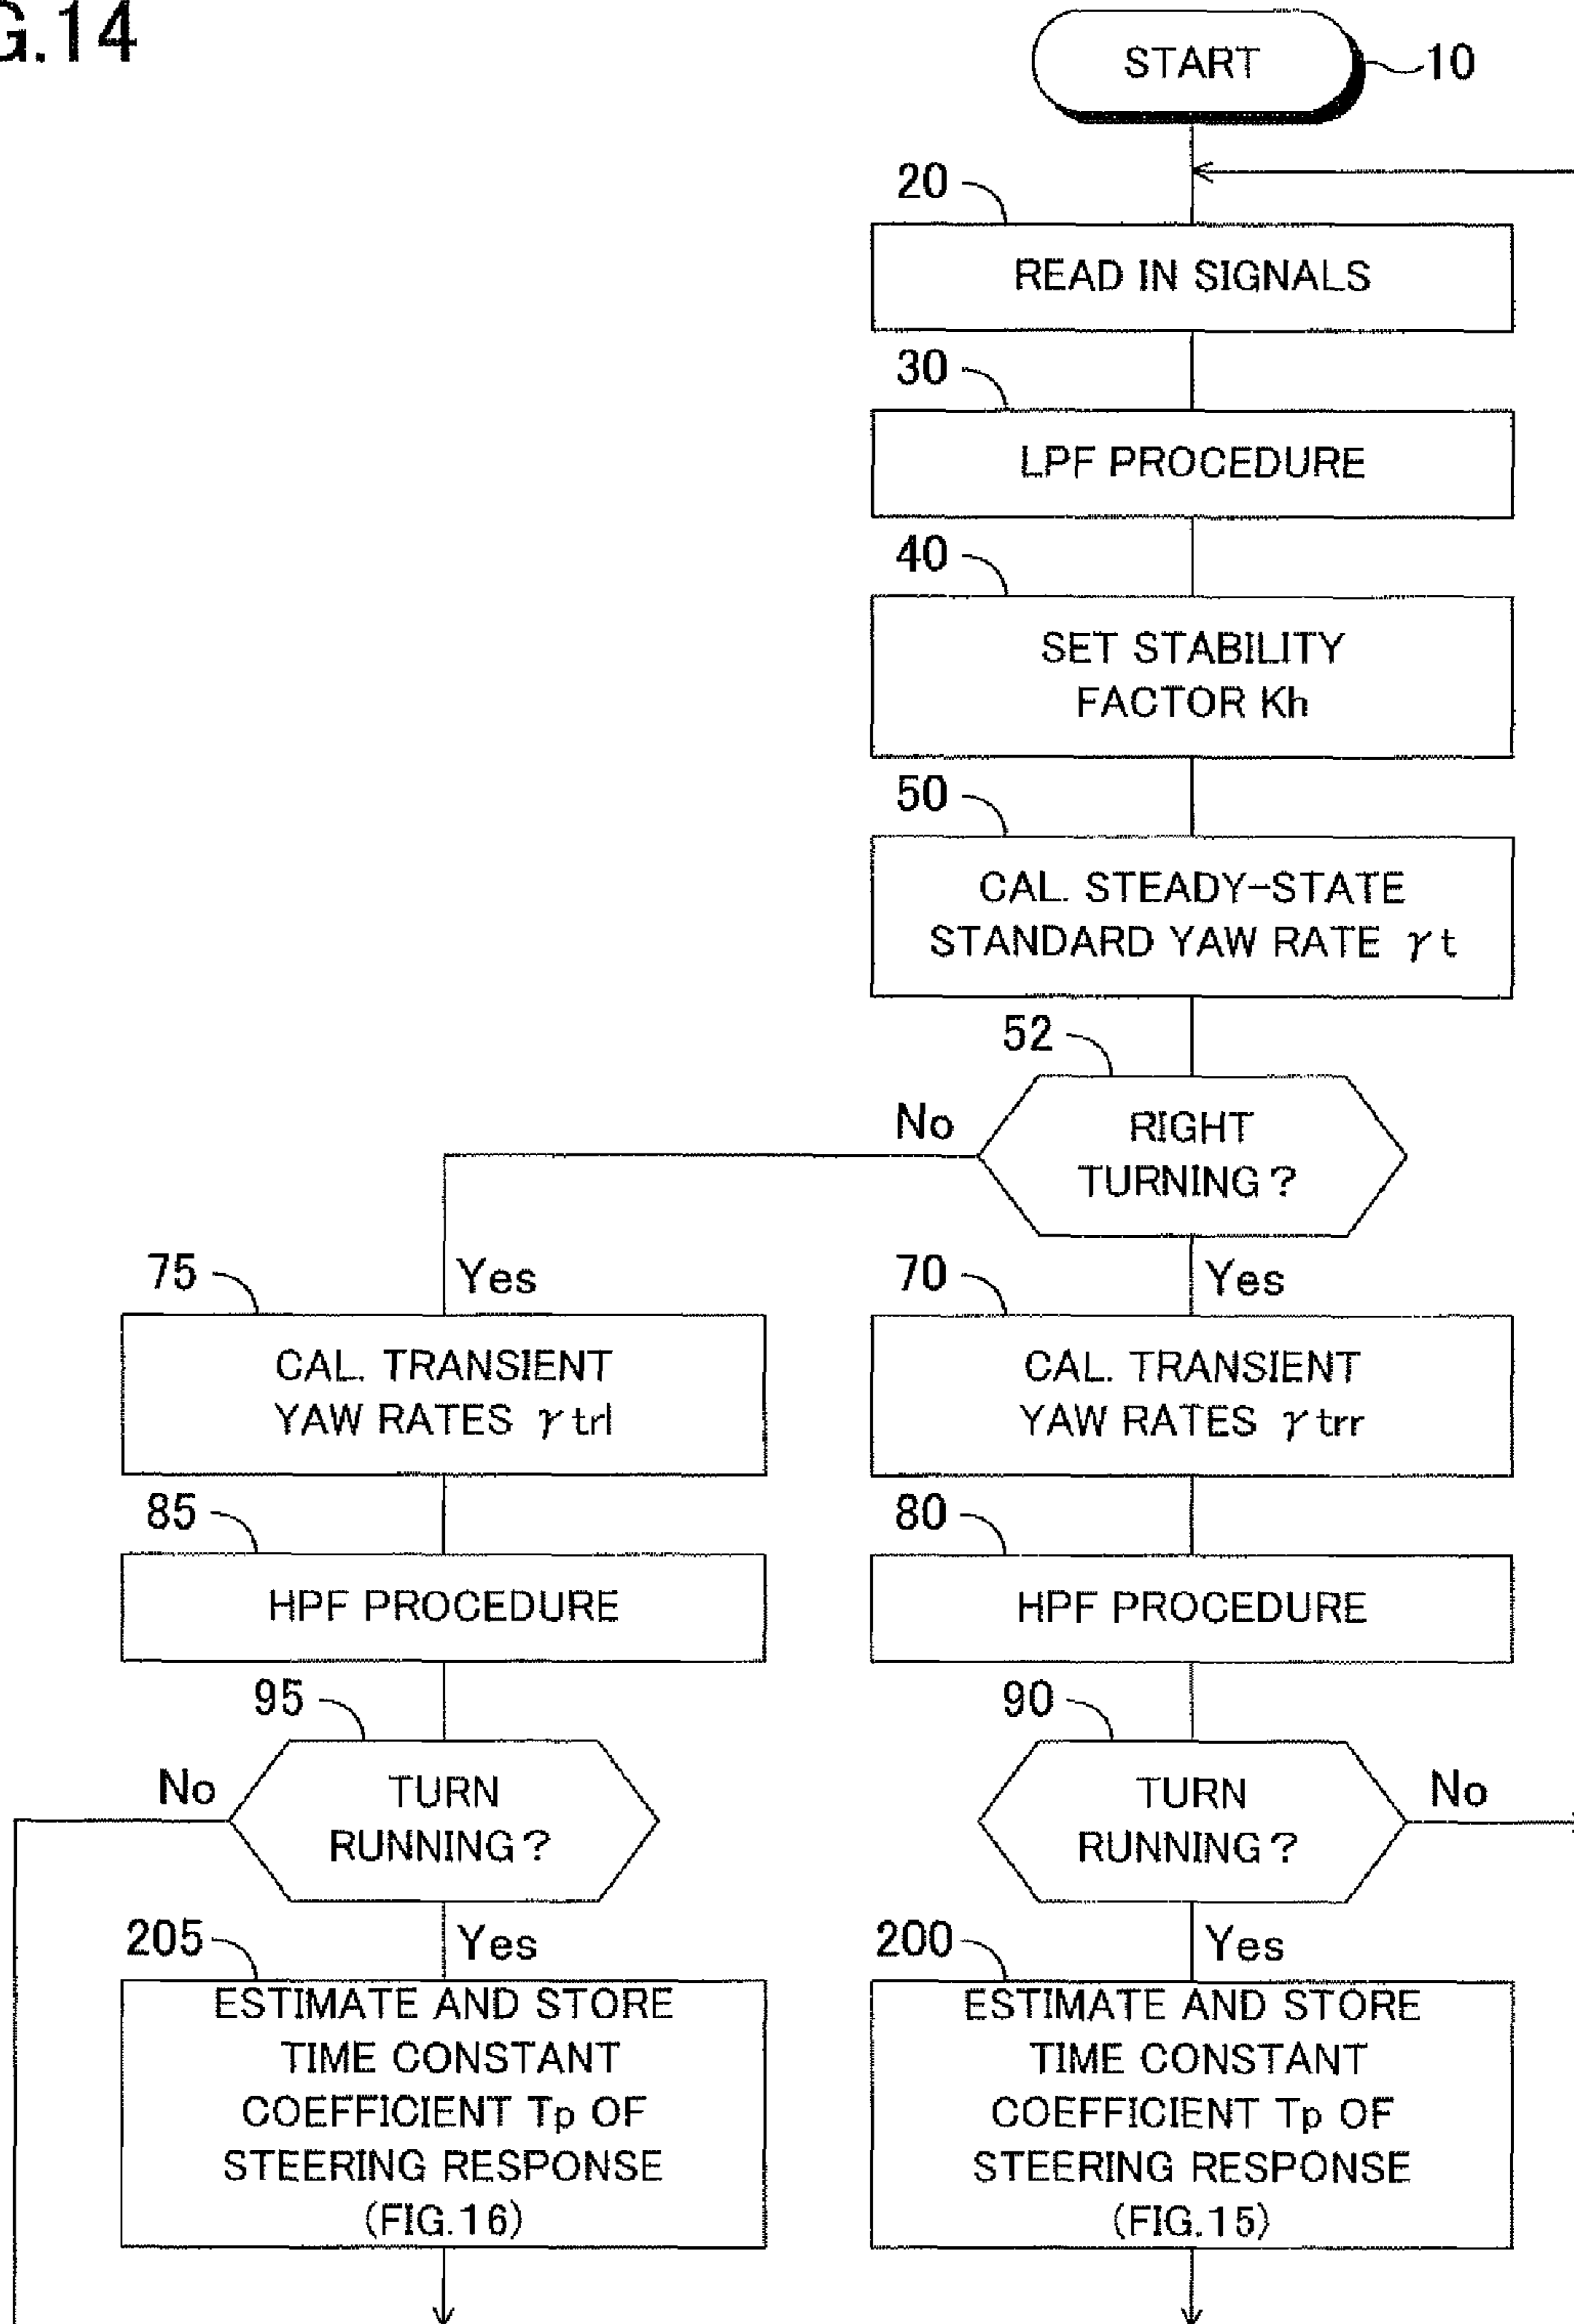 G.14
START
10
20
READ IN SIGNALS
30
LPF PROCEDURE
40
SET STABILITY
FACTOR Kh
50
CAL. STEADY-STATE
STANDARD YAW RATE γt
52
No
RIGHT
TURNING?
75
Yes
70
Yes
CAL. TRANSIENT
YAW RATES γtrl
CAL. TRANSIENT
YAW RATES γtrr
85
80
HPF PROCEDURE
HPF PROCEDURE
95
90
No
TURN
RUNNING?
TURN
RUNNING?
No
205
Yes
200
Yes
ESTIMATE AND STORE
TIME CONSTANT
COEFFICIENT Tp OF
STEERING RESPONSE
(FIG.16)
ESTIMATE AND STORE
TIME CONSTANT
COEFFICIENT Tp OF
STEERING RESPONSE
(FIG.15)